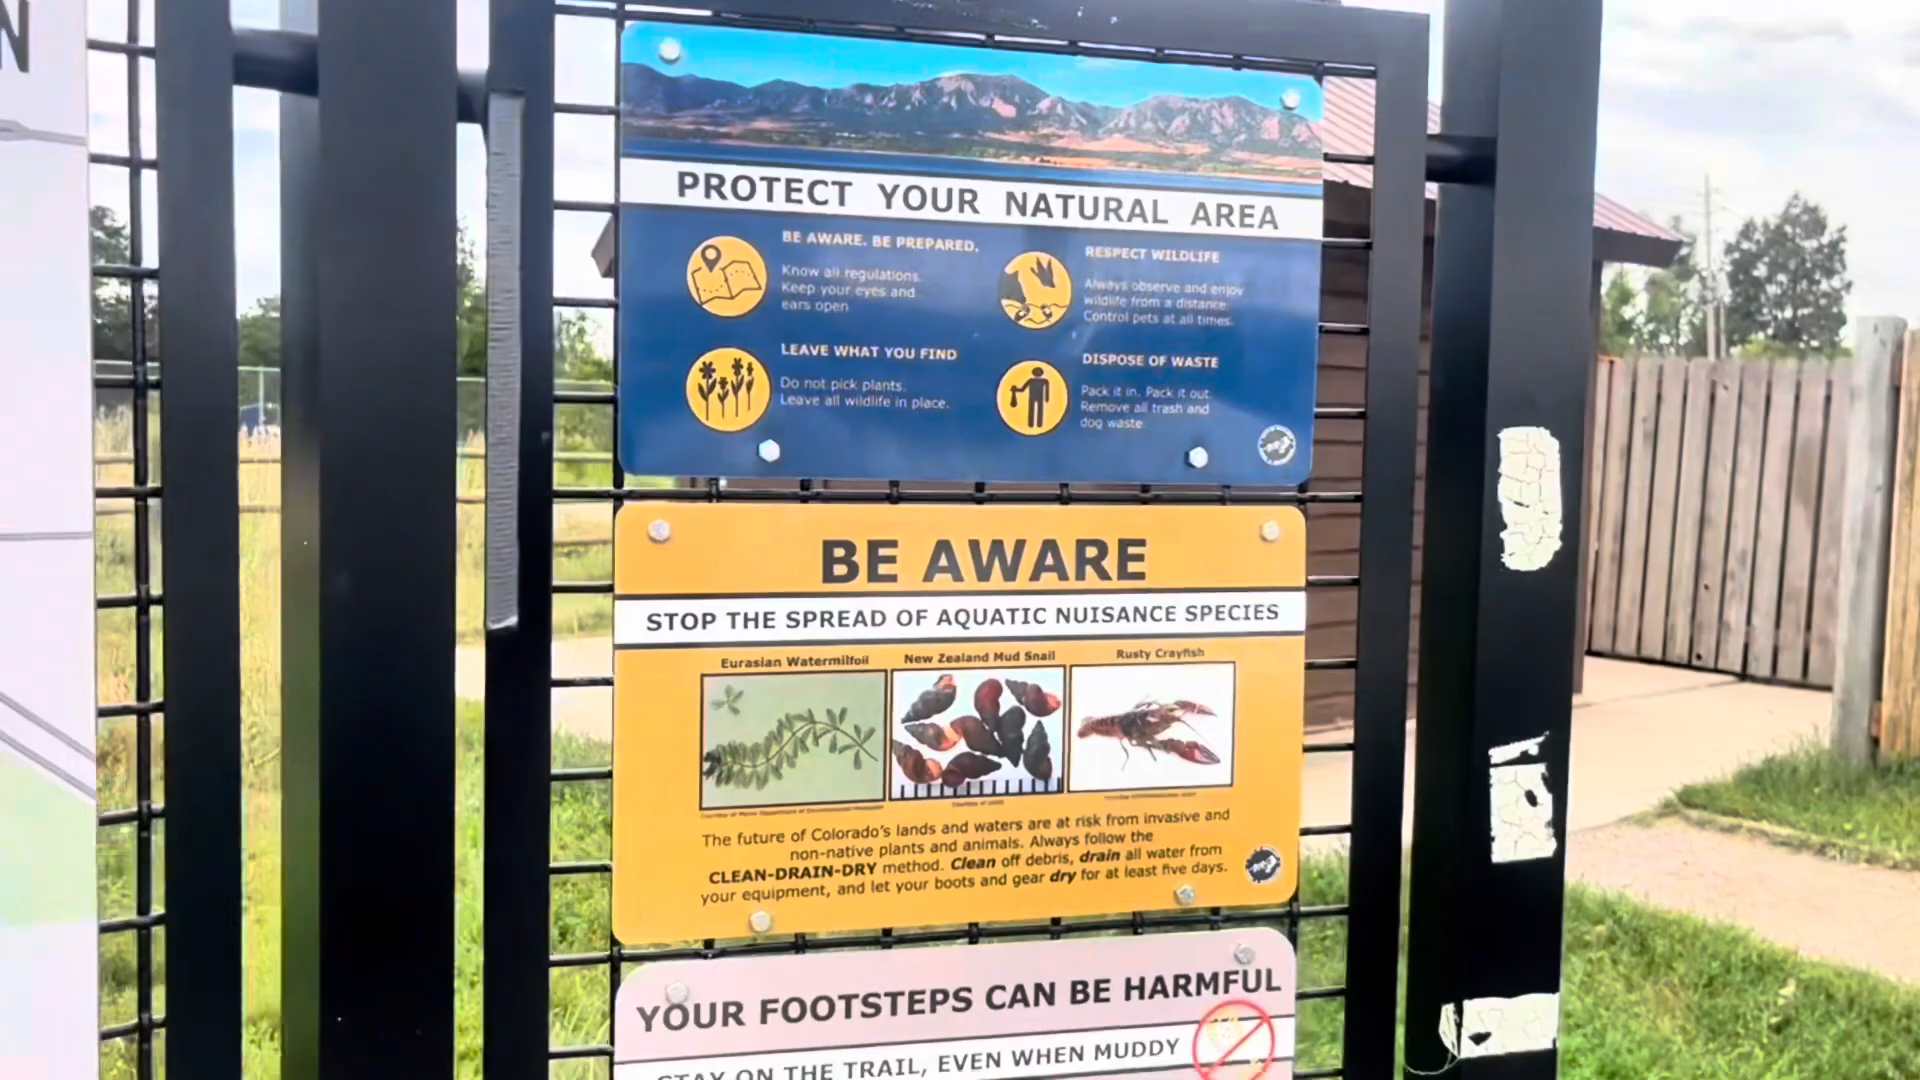 N
PROTECT YOUR NATURAL AREA
BE AWARE. BE PREPARED.
Know all regulations.
Keep your eyes and
ears open
RESPECT WILDLIFE
Always observe and enjoy
wildlife from a distance.
Control pets at all times.
LEAVE WHAT YOU FIND
Do not pick plants.
Leave all wildlife in place.
DISPOSE OF WASTE
Pack it in. Pack it out.
Remove all trash and
dog waste.
BE AWARE
STOP THE SPREAD OF AQUATIC NUISANCE SPECIES
Eurasian Watermilfoil
New Zealand Mud Snail
Rusty Crayfish
The future of Colorado's lands and waters are at risk from invasive and
non-native plants and animals. Always follow the
CLEAN-DRAIN-DRY method. Clean off debris, drain all water from
your equipment, and let your boots and gear dry for at least five days.
YOUR FOOTSTEPS CAN BE HARMFUL
STAY ON THE TRAIL, EVEN WHEN MUDDY